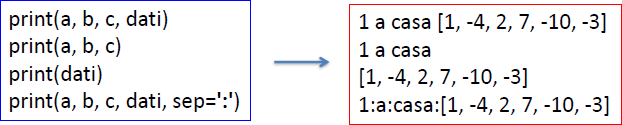 print(a, b, c, dati)
print(a, b, c)
print(dati)
print(a, b, c, dati, sep=':')
1 a casa [1, -4, 2, 7, -10, -3]
1 a casa
[1, -4, 2, 7, -10, -3]
1:a:casa:[1, -4, 2, 7, -10, -3]